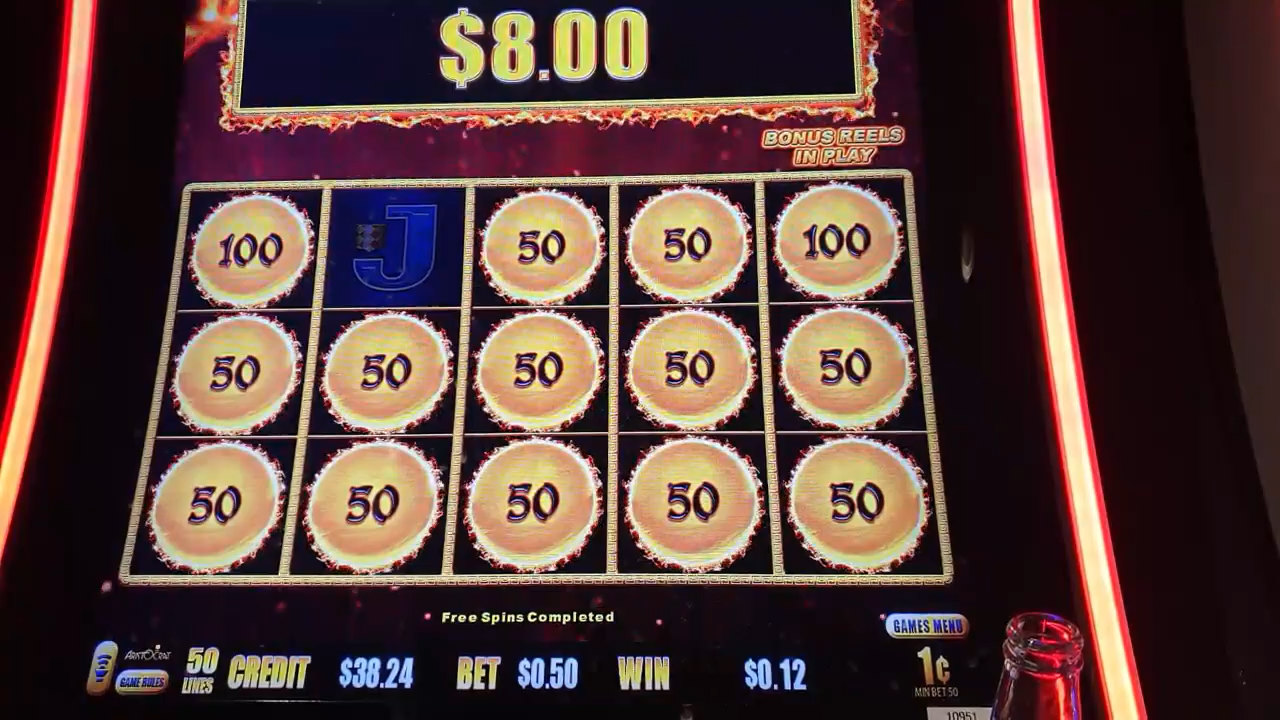 $8.00
BONUS REELS
IN PLAY
100 J 50 50 100
50 50 50 50 50
50 50 50 50 50
Free Spins Completed
GAMES MENU
ARISTOCRAT
GAME RULES
50
LINES
CREDIT $38.24 BET $0.50 WIN $0.12
1¢
MIN BET 50
10951